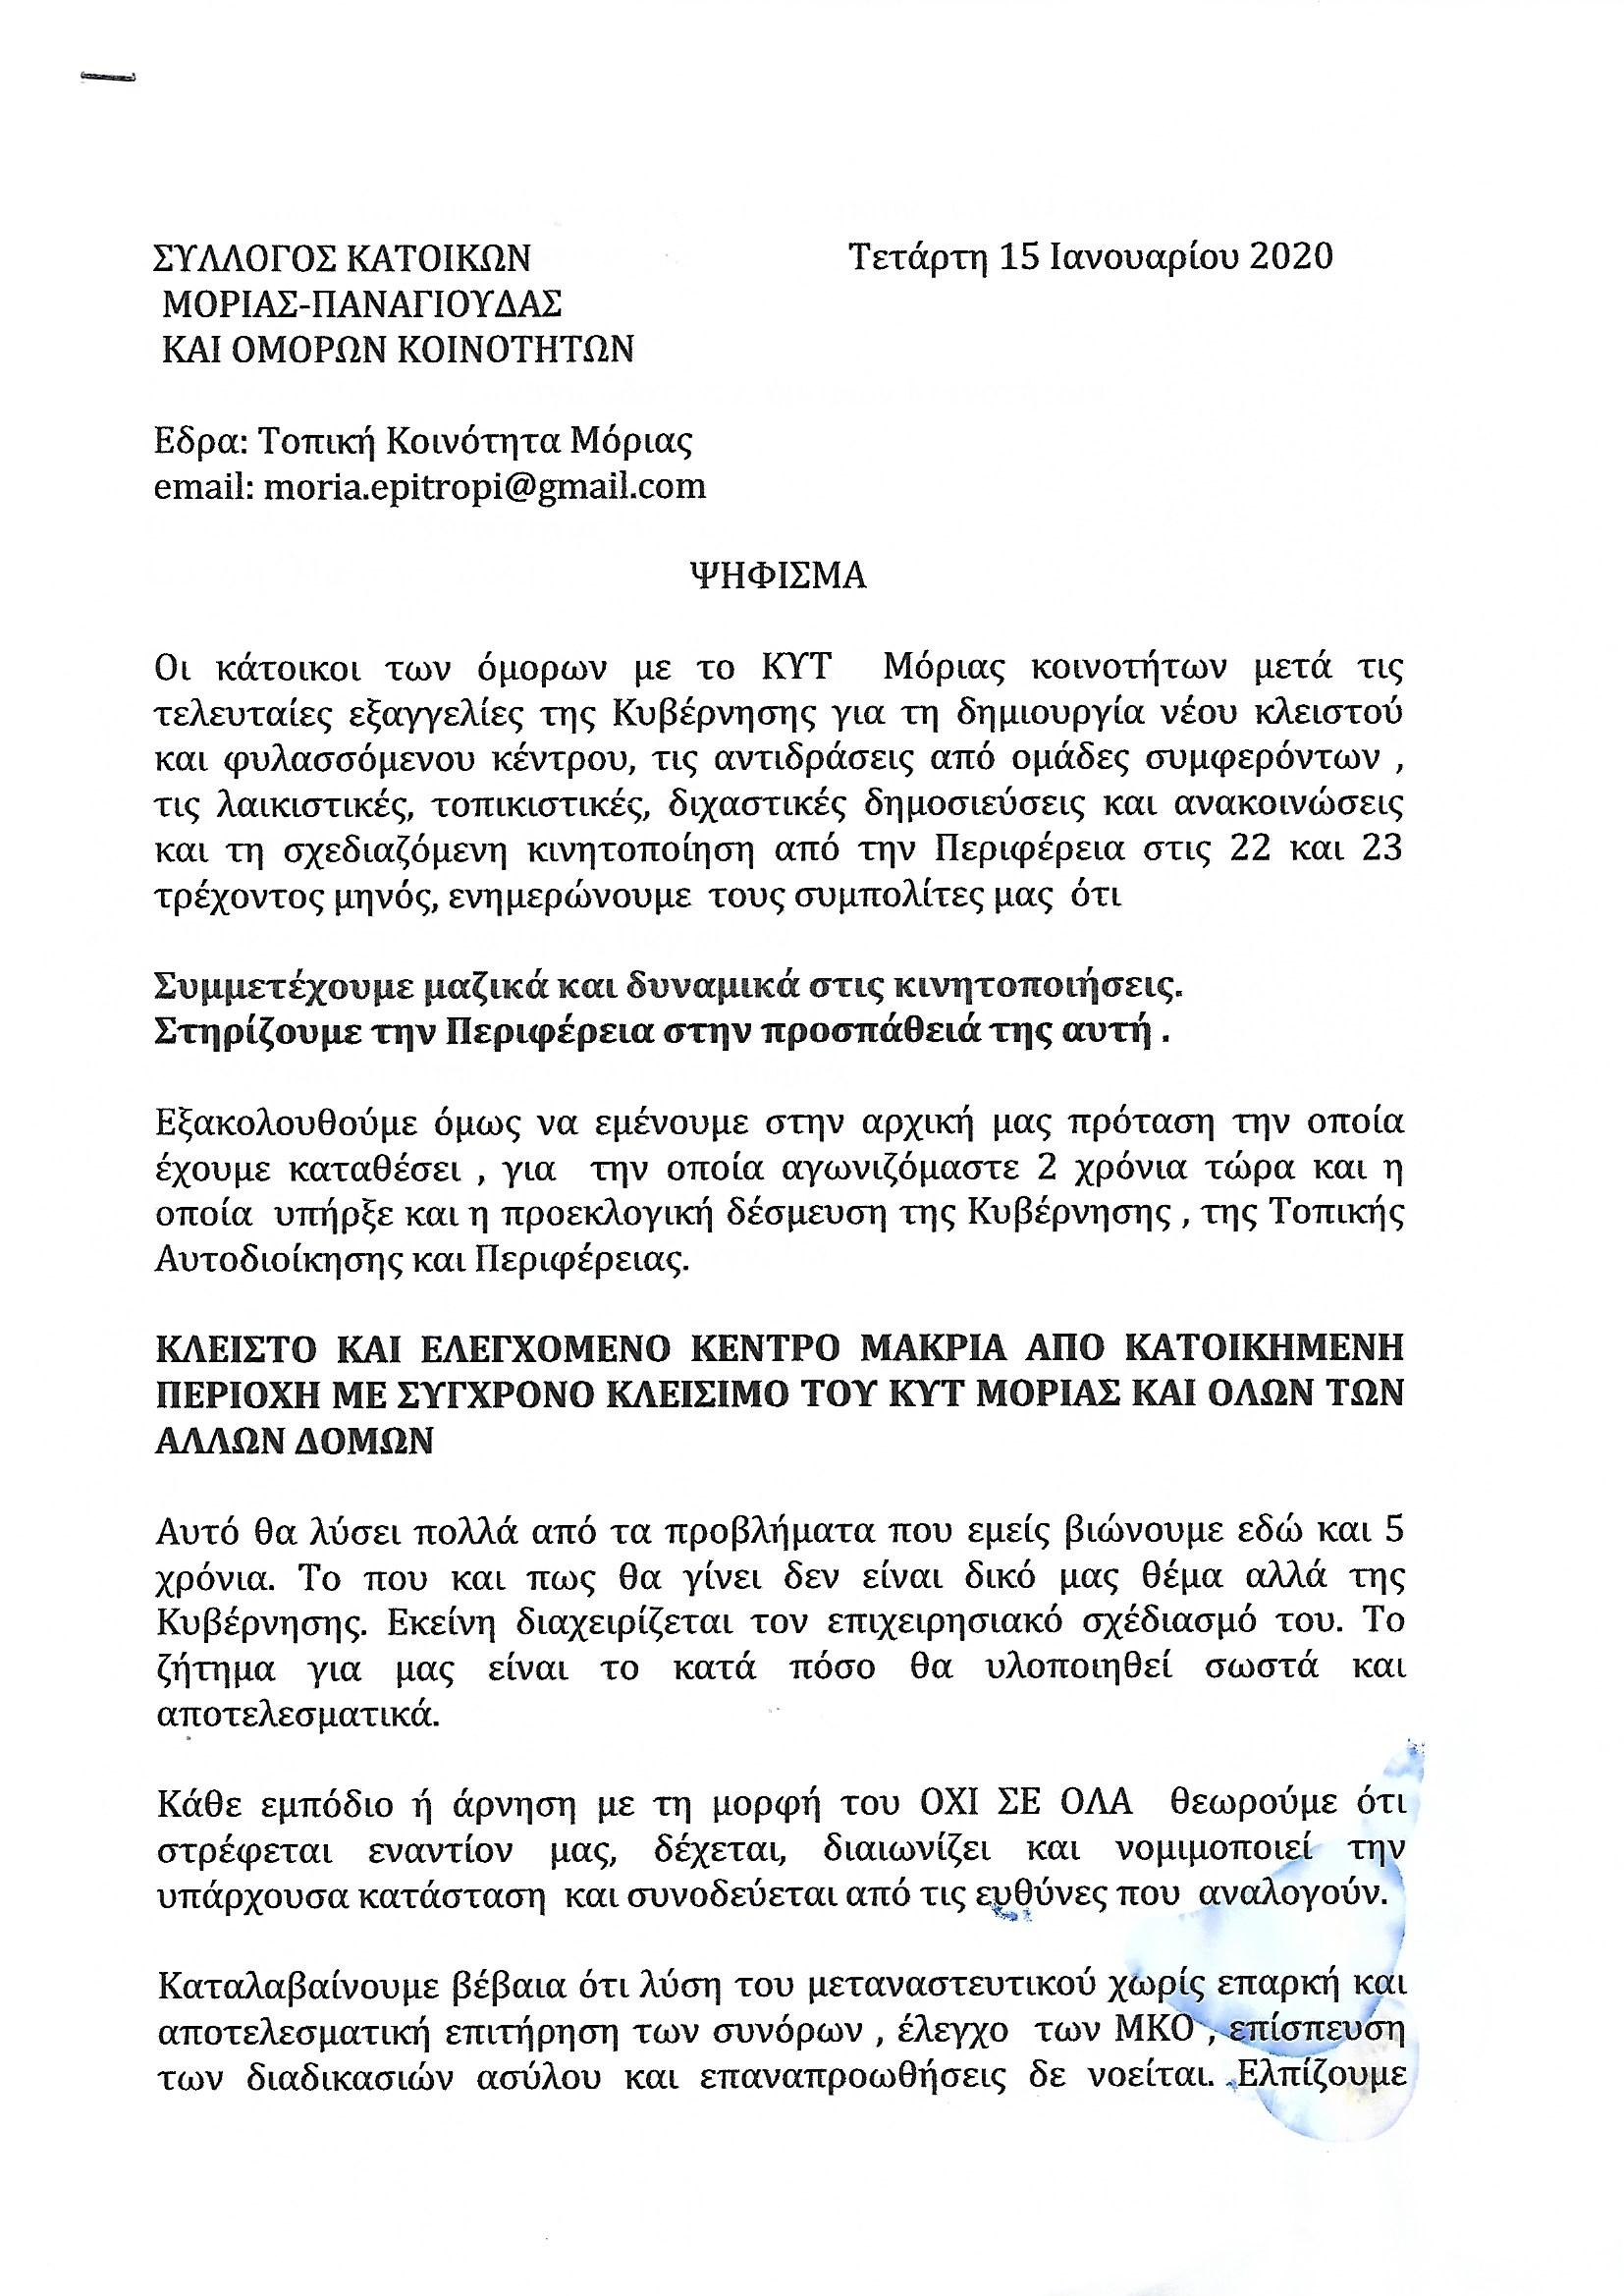 ΣΥΛΛΟΓΟΣ ΚΑΤΟΙΚΩΝ
Τετάρτη 15 Ιανουαρίου 2020
ΜΟΡΙΑΣ-ΠΑΝΑΓΙΟΥΔΑΣ
ΚΑΙ ΟΜΟΡΩΝ ΚΟΙΝΟΤΗΤΩΝ
Εδρα: Τοπική Κοινότητα Μόριας
email: moria.epitropi@gmail.com
ΨΗΦΙΣΜΑ
Οι κάτοικοι των όμορων με το ΚΥΤ Μόριας κοινοτήτων μετά τις
τελευταίες εξαγγελίες της Κυβέρνησης για τη δημιουργία νέου κλειστού
και φυλασσόμενου κέντρου, τις αντιδράσεις από ομάδες συμφερόντων ,
τις λαικιστικές, τοπικιστικές, διχαστικές δημοσιεύσεις και ανακοινώσεις
και τη σχεδιαζόμενη κινητοποίηση από την Περιφέρεια στις 22 και 23
τρέχοντος μηνός, ενημερώνουμε τους συμπολίτες μας ότι
Συμμετέχουμε μαζικά και δυναμικά στις κινητοποιήσεις.
Στηρίζουμε την Περιφέρεια στην προσπάθειά της αυτή .
Εξακολουθούμε όμως να εμένουμε στην αρχική μας πρόταση την οποία
έχουμε καταθέσει , για την οποία αγωνιζόμαστε 2 χρόνια τώρα και η
οποία υπήρξε και η προεκλογική δέσμευση της Κυβέρνησης , της Τοπικής
Αυτοδιοίκησης και Περιφέρειας.
ΚΛΕΙΣΤΟ ΚΑΙ ΕΛΕΓΧΟΜΕΝΟ ΚΕΝΤΡΟ ΜΑΚΡΙΑ ΑΠΟ ΚΑΤΟΙΚΗΜΕΝΗ
ΠΕΡΙΟΧΗ ΜΕ ΣΥΓΧΡΟΝΟ ΚΛΕΙΣΙΜΟ ΤΟΥ ΚΥΤ ΜΟΡΙΑΣ ΚΑΙ ΟΛΩΝ ΤΩΝ
ΑΛΛΩΝ ΔΟΜΩΝ
Αυτό θα λύσει πολλά από τα προβλήματα που εμείς βιώνουμε εδώ και 5
χρόνια. Το που και πως θα γίνει δεν είναι δικό μας θέμα αλλά της
Κυβέρνησης. Εκείνη διαχειρίζεται τον επιχειρησιακό σχέδιασμό του. Το
ζήτημα για μας είναι το κατά πόσο θα υλοποιηθεί σωστά και
αποτελεσματικά.
Κάθε εμπόδιο ή άρνηση με τη μορφή του ΟΧΙ ΣΕ ΟΛΑ θεωρούμε ότι
στρέφεται εναντίον μας, δέχεται, διαιωνίζει και νομιμοποιεί την
υπάρχουσα κατάσταση και συνοδεύεται από τις ευθύνες που αναλογούν.
Καταλαβαίνουμε βέβαια ότι λύση του μεταναστευτικού χωρίς επαρκή και
αποτελεσματική επιτήρηση των συνόρων , έλεγχο των ΜΚΟ , επίσπευση
των διαδικασιών ασύλου και επαναπροωθήσεις δε νοείται. Ελπίζουμε